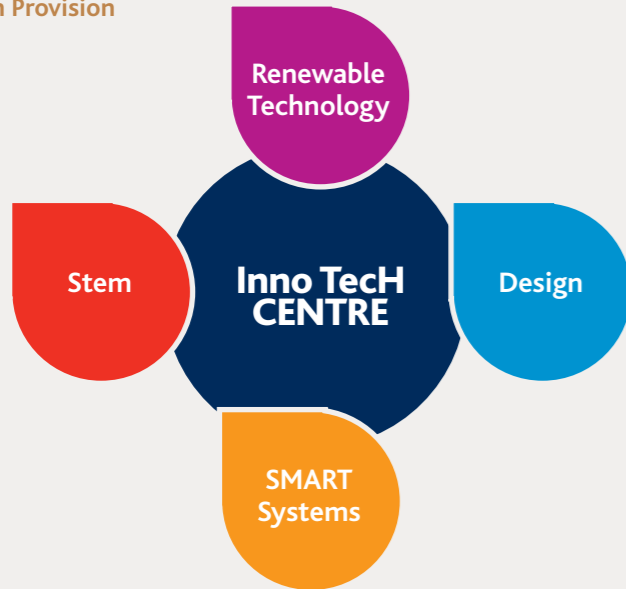 Provision
Renewable
Technology
Stem
Inno TecH
CENTRE
Design
SMART
Systems